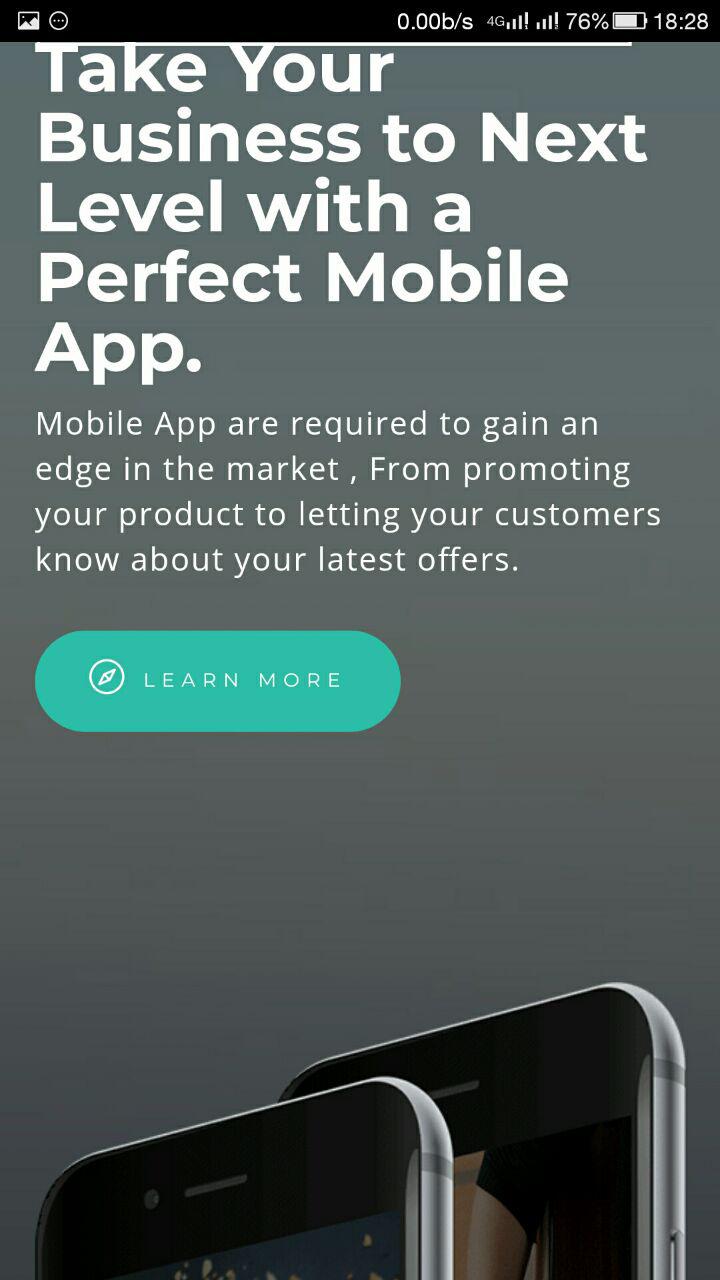 0.00b/s 4G 76% 18:28
Take Your
Business to Next
Level with a
Perfect Mobile
App.
Mobile App are required to gain an
edge in the market , From promoting
your product to letting your customers
know about your latest offers.
LEARN MORE